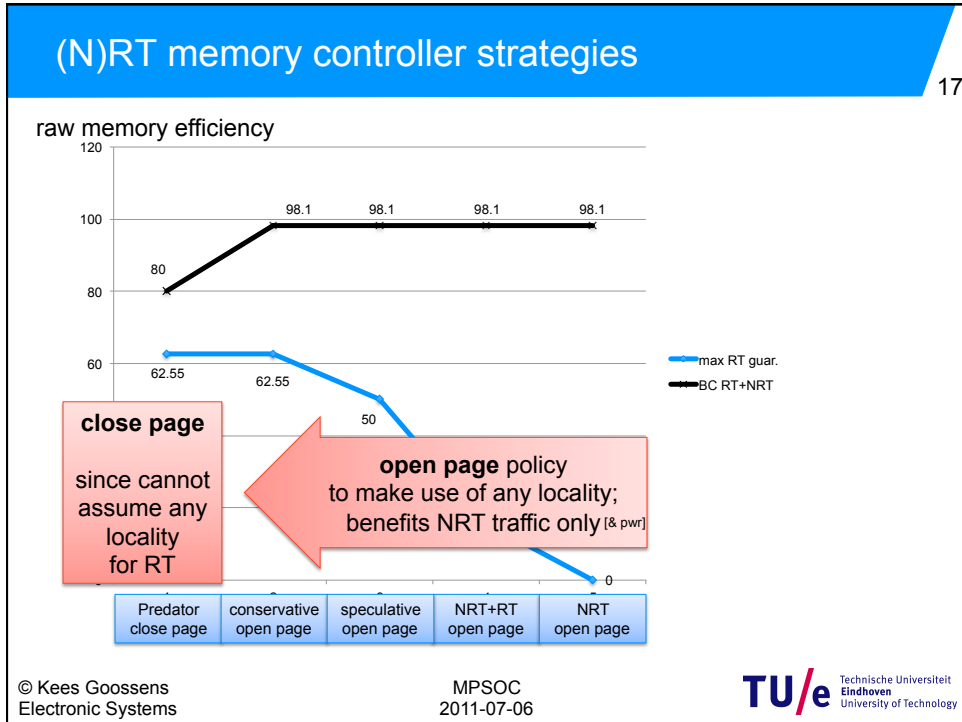 (N)RT memory controller strategies
17
raw memory efficiency
120
100
80
60
98.1
98.1
98.1
98.1
80
62.55
62.55
50
0
max RT guar.
BC RT+NRT
close page
since cannot
assume any
locality
for RT
open page policy
to make use of any locality;
benefits NRT traffic only [& pwr]
Predator
close page
conservative
open page
speculative
open page
NRT+RT
open page
NRT
open page
© Kees Goossens
Electronic Systems
MPSOC
2011-07-06
TU/e
Technische Universiteit
Eindhoven
University of Technology